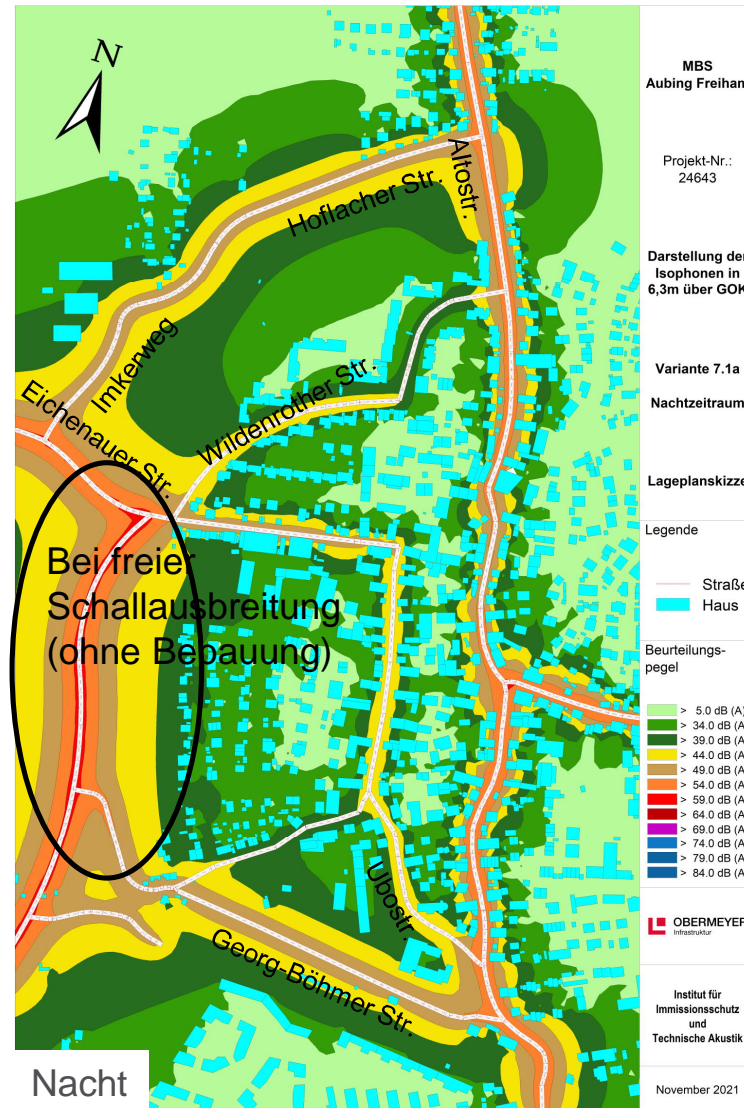 N
Hoflacher Str.
Altostr.
Imkerweg
Wildenrother Str.
Eichenauer Str.
Bei freier
Schallausbreitung
(ohne Bebauung)
Ubostr.
Georg-Böhmer Str.
Nacht
MBS
Aubing Freiham
Projekt-Nr.:
24643
Darstellung der
Isophonen in
6,3m über GOK
Variante 7.1a
Nachtzeitraum
Lageplanskizze
Legende
Straße
Haus
Beurteilungs-
pegel
> 5.0 dB (A)
> 34.0 dB (A
> 39.0 dB (A
> 44.0 dB (A
> 49.0 dB (A
> 54.0 dB (A
> 59.0 dB (A
> 64.0 dB (A
> 69.0 dB (A
> 74.0 dB (A
> 79.0 dB (A
> 84.0 dB (A
OBERMEYER
Infrastruktur
Institut für
Immissionsschutz
und
Technische Akustik
November 2021